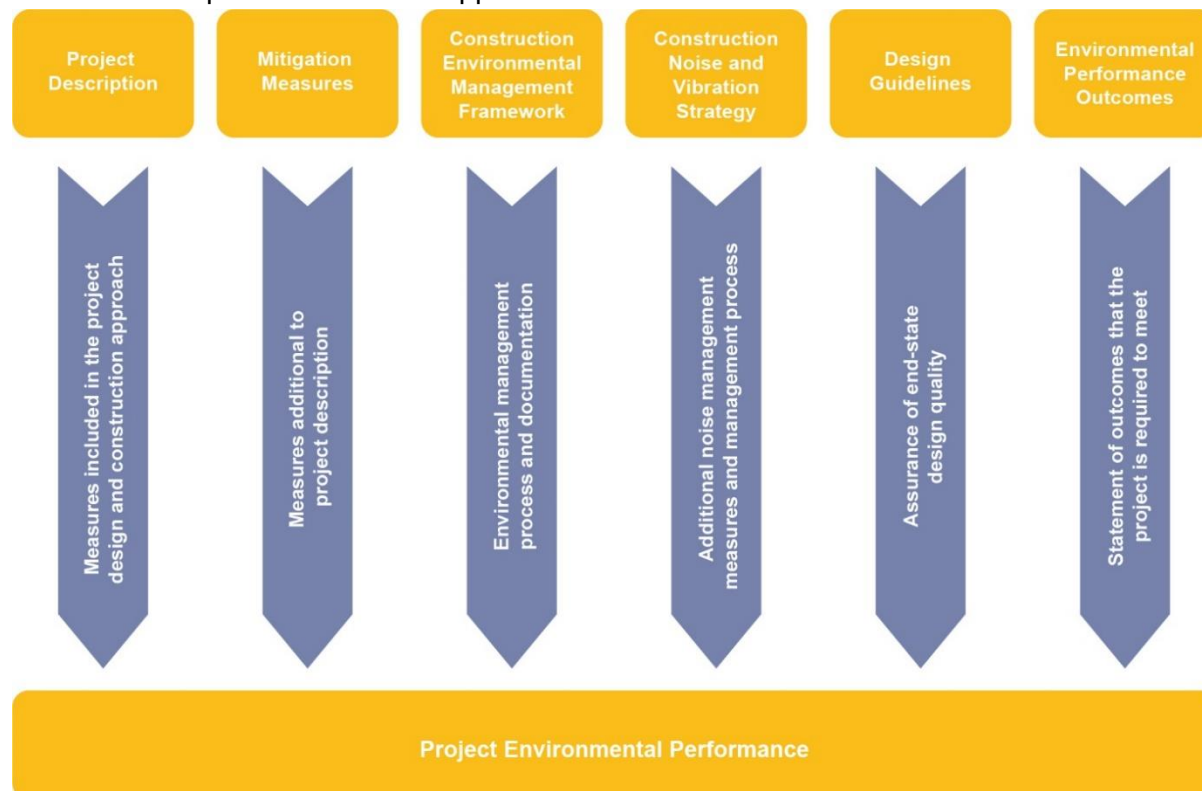 Project
Description
Mitigation
Measures
Construction
Environmental
Management
Framework
Construction
Noise and
Vibration
Strategy
Design
Guidelines
Environmental
Performance
Outcomes
Measures included in the project
design and construction approach
Measures additional to
project description
Environmental management
process and documentation
Additional noise management
measures and management process
Assurance of end-state
design quality
Statement of outcomes that the
project is required to meet
Project Environmental Performance